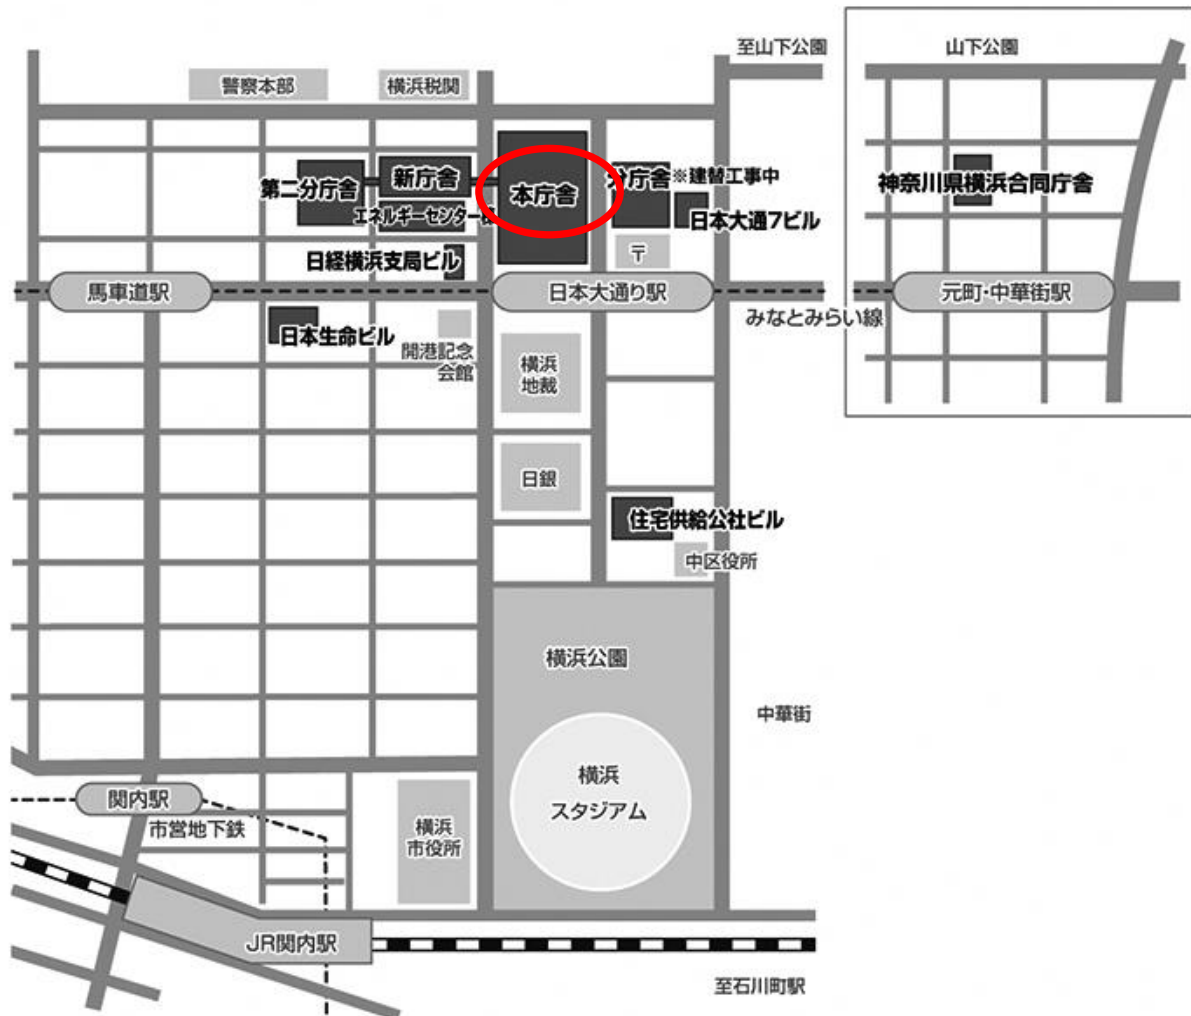 至山下公園
山下公園
警察本部
横浜税関
第二分庁舎
新庁舎
本庁舎
分庁舎
※建替工事中
神奈川県横浜合同庁舎
エネルギーセンター棟
日本大通7ビル
〒
日経横浜支局ビル
馬車道駅
日本大通り駅
元町・中華街駅
みなとみらい線
日本生命ビル
開港記念
会館
横浜
地裁
日銀
住宅供給公社ビル
中区役所
横浜公園
中華街
横浜
スタジアム
関内駅
市営地下鉄
横浜
市役所
JR関内駅
至石川町駅